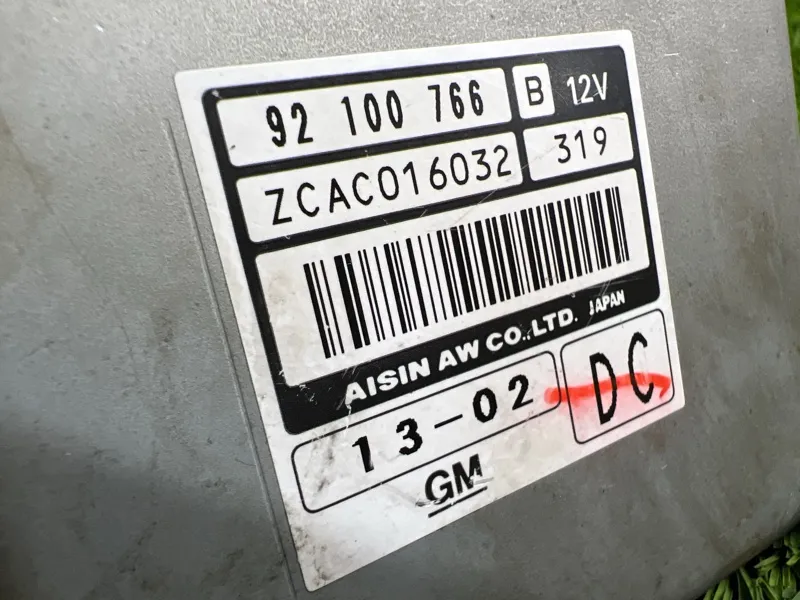 92 100 766 B 12V
ZCAC016032 319
AISIN AW CO.,LTD. JAPAN
13-02 DC
GM